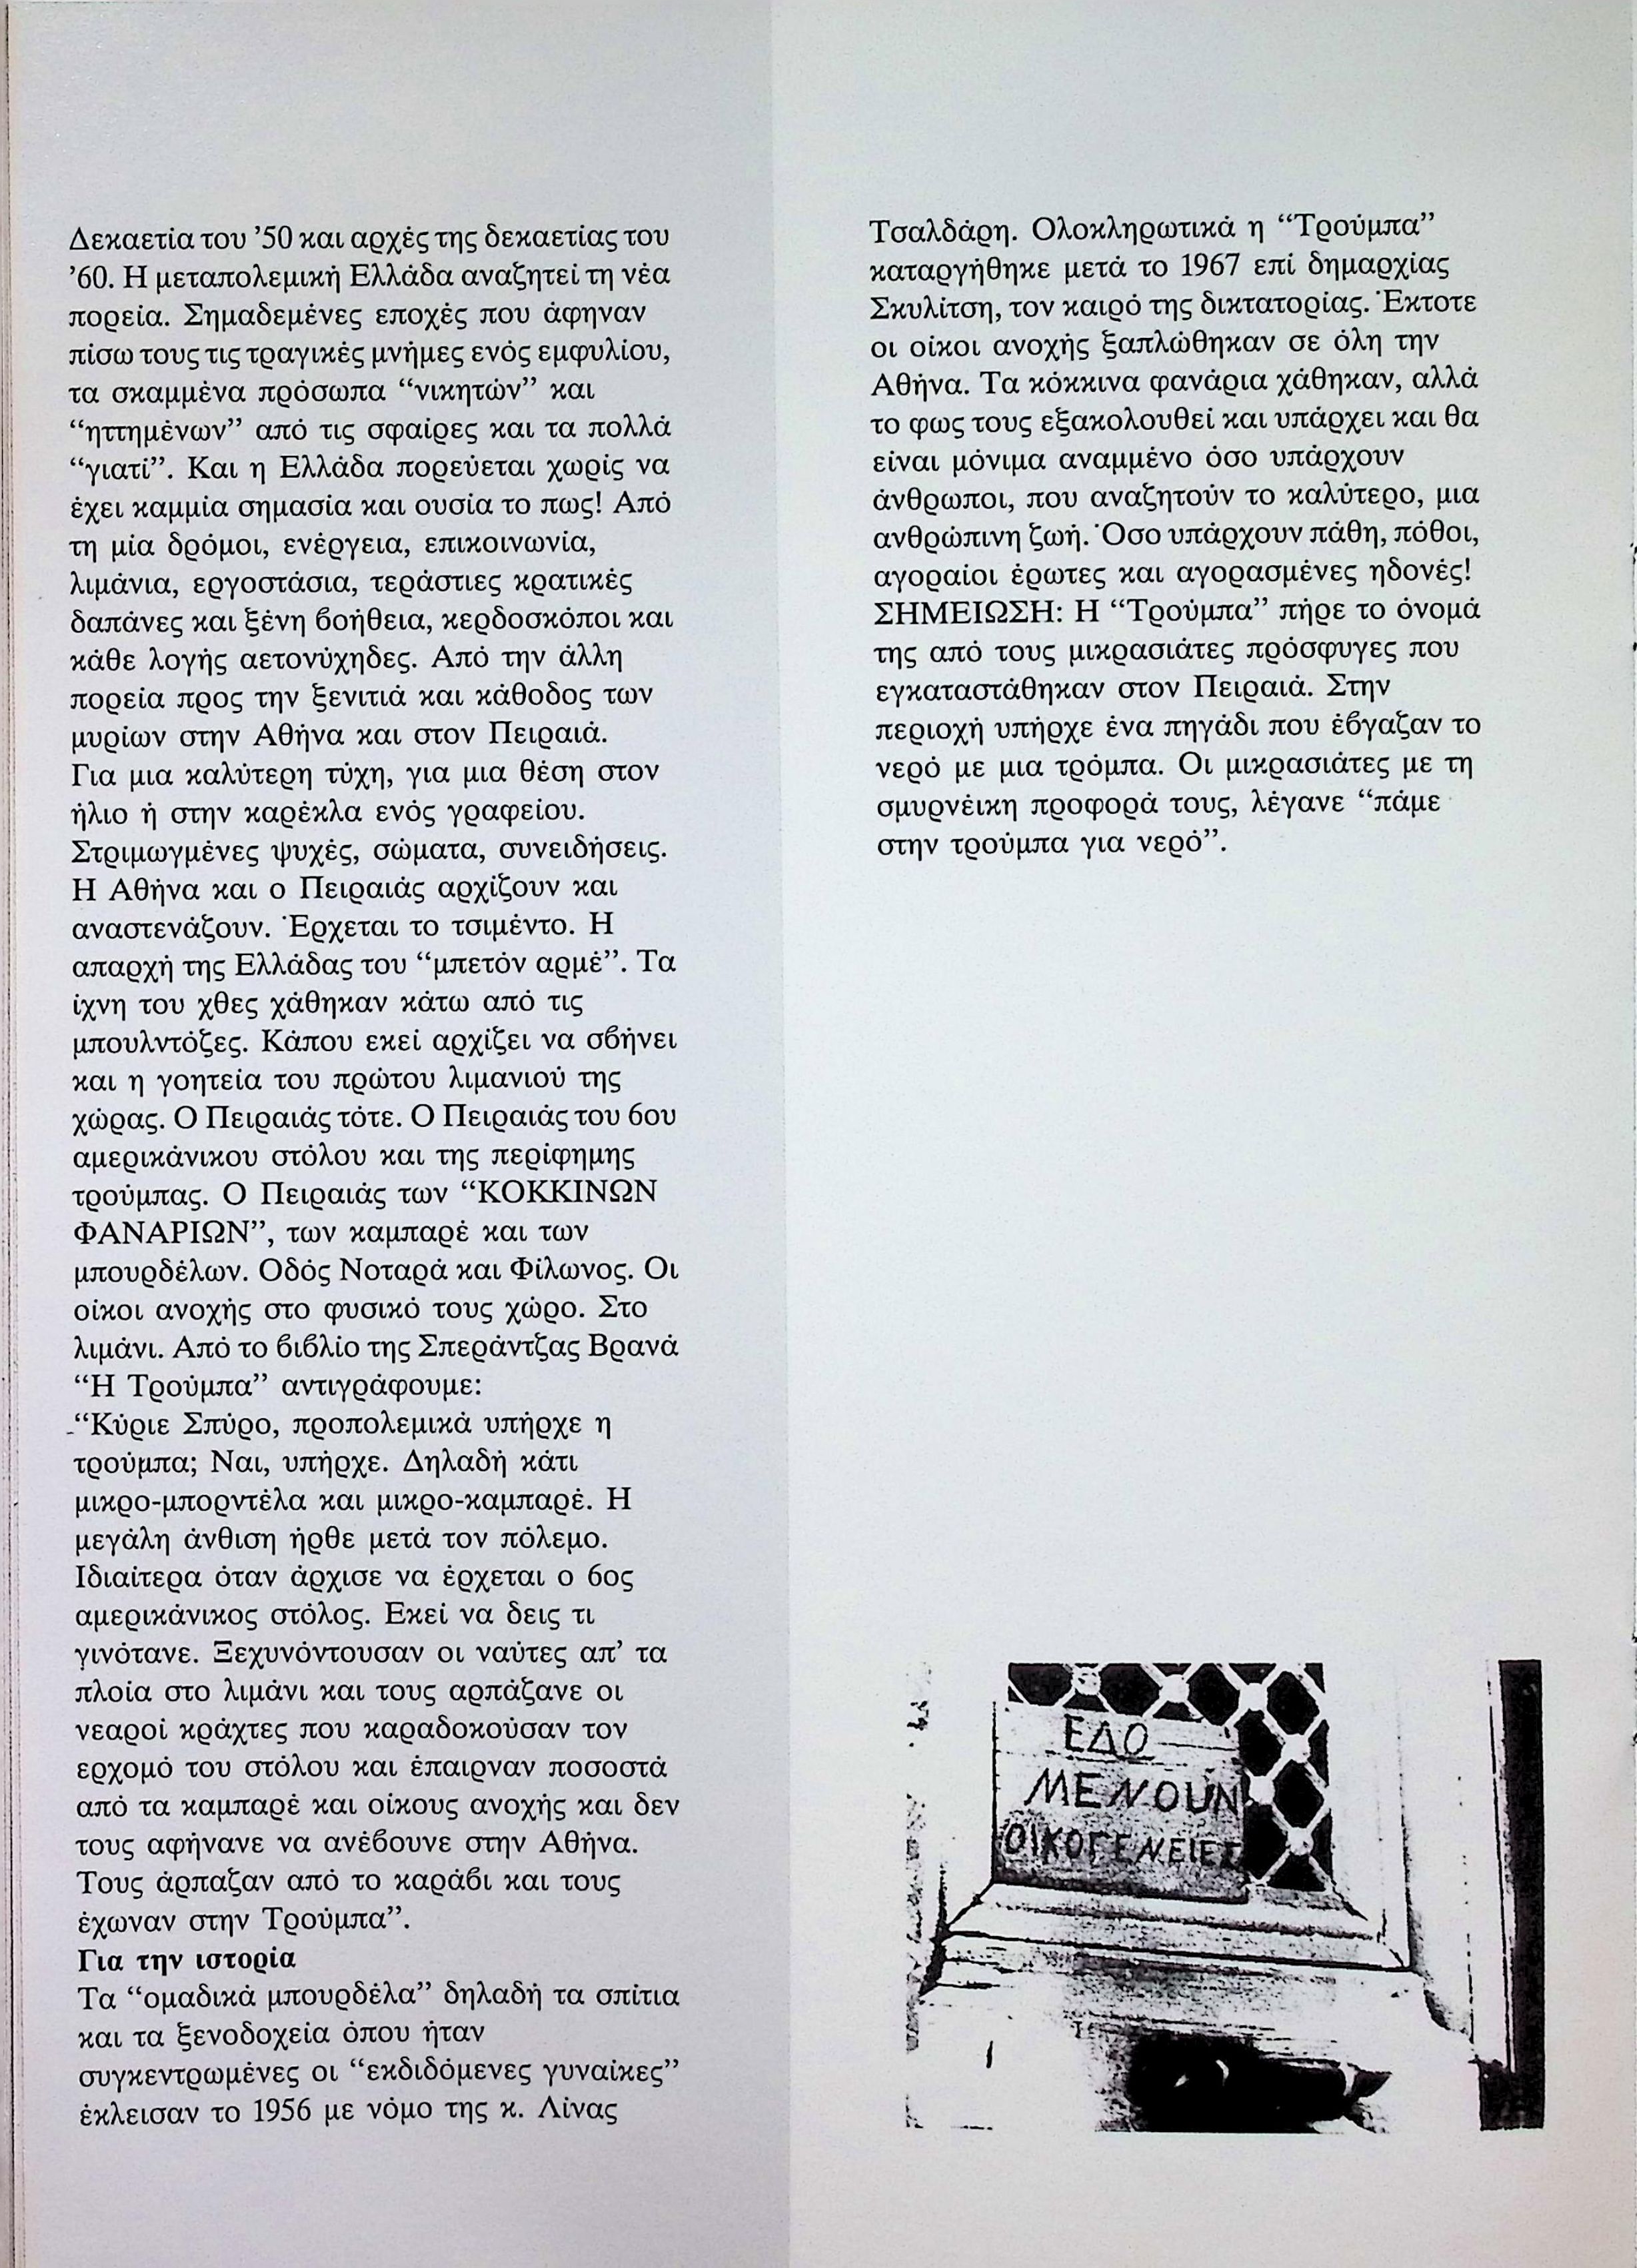 Δεκαετία του ’50 και αρχές της δεκαετίας του
’60. Η μεταπολεμική Ελλάδα αναζητεί τη νέα
πορεία. Σημαδεμένες εποχές που άφηναν
πίσω τους τις τραγικές μνήμες ενός εμφυλίου,
τα σκαμμένα πρόσωπα “νικητών” και
“ηττημένων” από τις σφαίρες και τα πολλά
“γιατί”. Και η Ελλάδα πορεύεται χωρίς να
έχει καμμία σημασία και ουσία το πως! Από
τη μία δρόμοι, ενέργεια, επικοινωνία,
λιμάνια, εργοστάσια, τεράστιες κρατικές
δαπάνες και ξένη βοήθεια, κερδοσκόποι και
κάθε λογής αετονύχηδες. Από την άλλη
πορεία προς την ξενιτιά και κάθοδος των
μυρίων στην Αθήνα και στον Πειραιά.
Για μια καλύτερη τύχη, για μια θέση στον
ήλιο ή στην καρέκλα ενός γραφείου.
Στριμωγμένες ψυχές, σώματα, συνειδήσεις.
Η Αθήνα και ο Πειραιάς αρχίζουν και
αναστενάζουν. Έρχεται το τσιμέντο. Η
απαρχή της Ελλάδας του “μπετόν αρμέ”. Τα
ίχνη του χθες χάθηκαν κάτω από τις
μπουλντόζες. Κάπου εκεί αρχίζει να σβήνει
και η γοητεία του πρώτου λιμανιού της
χώρας. Ο Πειραιάς τότε. Ο Πειραιάς του 6ου
αμερικάνικου στόλου και της περίφημης
τρούμπας. Ο Πειραιάς των “ΚΟΚΚΙΝΩΝ
ΦΑΝΑΡΙΩΝ”, των καμπαρέ και των
μπουρδέλων. Οδός Νοταρά και Φίλωνος. Οι
οίκοι ανοχής στο φυσικό τους χώρο. Στο
λιμάνι. Από το βιβλίο της Σπεράντζας Βρανά
“Η Τρούμπα” αντιγράφουμε:
-“Κύριε Σπύρο, προπολεμικά υπήρχε η
τρούμπα; Ναι, υπήρχε. Δηλαδή κάτι
μικρο-μπορντέλα και μικρο-καμπαρέ. Η
μεγάλη άνθιση ήρθε μετά τον πόλεμο.
Ιδιαίτερα όταν άρχισε να έρχεται ο 6ος
αμερικάνικος στόλος. Εκεί να δεις τι
γινότανε. Ξεχυνόντουσαν οι ναύτες απ’ τα
πλοία στο λιμάνι και τους αρπάζανε οι
νεαροί κράχτες που καραδοκούσαν τον
ερχομό του στόλου και έπαιρναν ποσοστά
από τα καμπαρέ και οίκους ανοχής και δεν
τους αφήνανε να ανέβουνε στην Αθήνα.
Τους άρπαζαν από το καράβι και τους
έχωναν στην Τρούμπα”.
Για την ιστορία
Τα “ομαδικά μπουρδέλα” δηλαδή τα σπίτια
και τα ξενοδοχεία όπου ήταν
συγκεντρωμένες οι “εκδιδόμενες γυναίκες”
έκλεισαν το 1956 με νόμο της κ. Λίνας
Τσαλδάρη. Ολοκληρωτικά η “Τρούμπα”
καταργήθηκε μετά το 1967 επί δημαρχίας
Σκυλίτση, τον καιρό της δικτατορίας. Έκτοτε
οι οίκοι ανοχής ξαπλώθηκαν σε όλη την
Αθήνα. Τα κόκκινα φανάρια χάθηκαν, αλλά
το φως τους εξακολουθεί και υπάρχει και θα
είναι μόνιμα αναμμένο όσο υπάρχουν
άνθρωποι, που αναζητούν το καλύτερο, μια
ανθρώπινη ζωή. Όσο υπάρχουν πάθη, πόθοι,
αγοραίοι έρωτες και αγορασμένες ηδονές!
ΣΗΜΕΙΩΣΗ: Η “Τρούμπα” πήρε το όνομά
της από τους μικρασιάτες πρόσφυγες που
εγκαταστάθηκαν στον Πειραιά. Στην
περιοχή υπήρχε ένα πηγάδι που έβγαζαν το
νερό με μια τρόμπα. Οι μικρασιάτες με τη
σμυρνέικη προφορά τους, λέγανε “πάμε
στην τρούμπα για νερό”.
ΕΔΟ
ΜΕΝΟΥΝ
ΟΙΚΟΓΕΝΕΙΕΣ